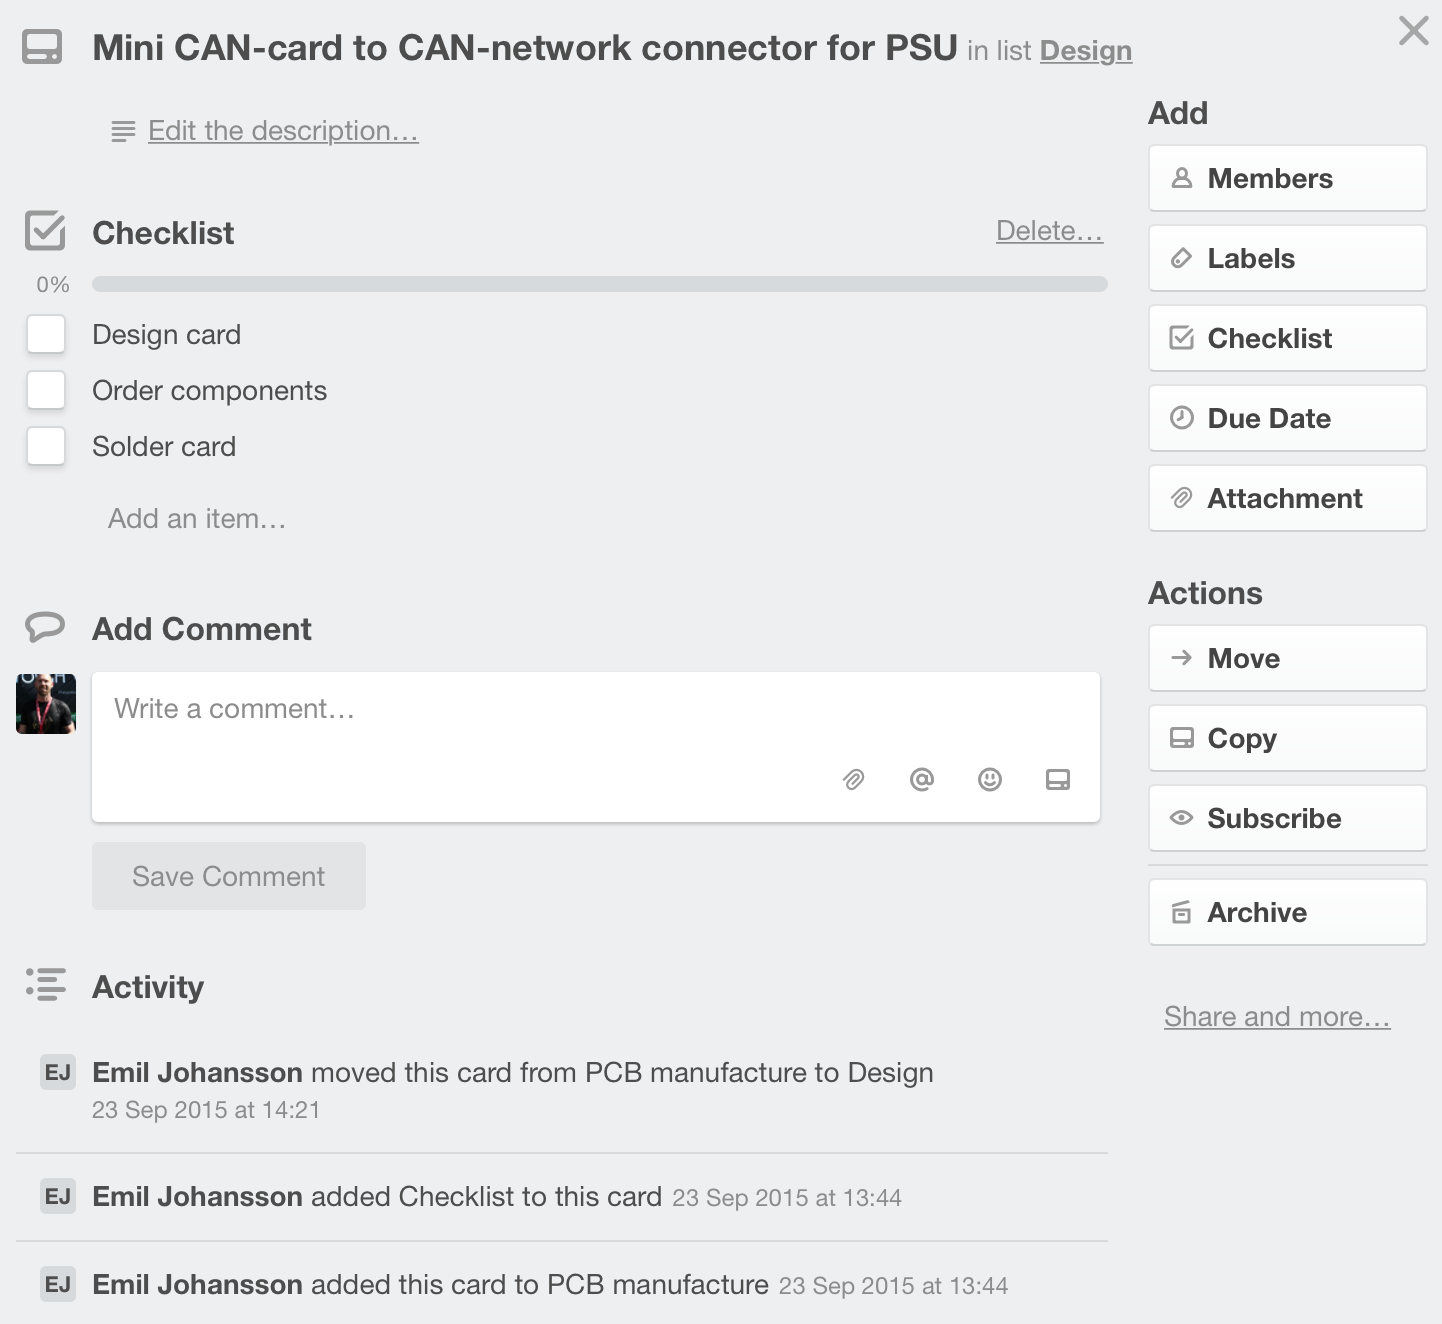 Mini CAN-card to CAN-network connector for PSU in list Design
Edit the description…
Checklist Delete…
0%
Design card
Order components
Solder card
Add an item…
Add Comment
Write a comment…
Save Comment
Activity
EJ Emil Johansson moved this card from PCB manufacture to Design
23 Sep 2015 at 14:21
EJ Emil Johansson added Checklist to this card 23 Sep 2015 at 13:44
EJ Emil Johansson added this card to PCB manufacture 23 Sep 2015 at 13:44
Add
Members
Labels
Checklist
Due Date
Attachment
Actions
Move
Copy
Subscribe
Archive
Share and more…